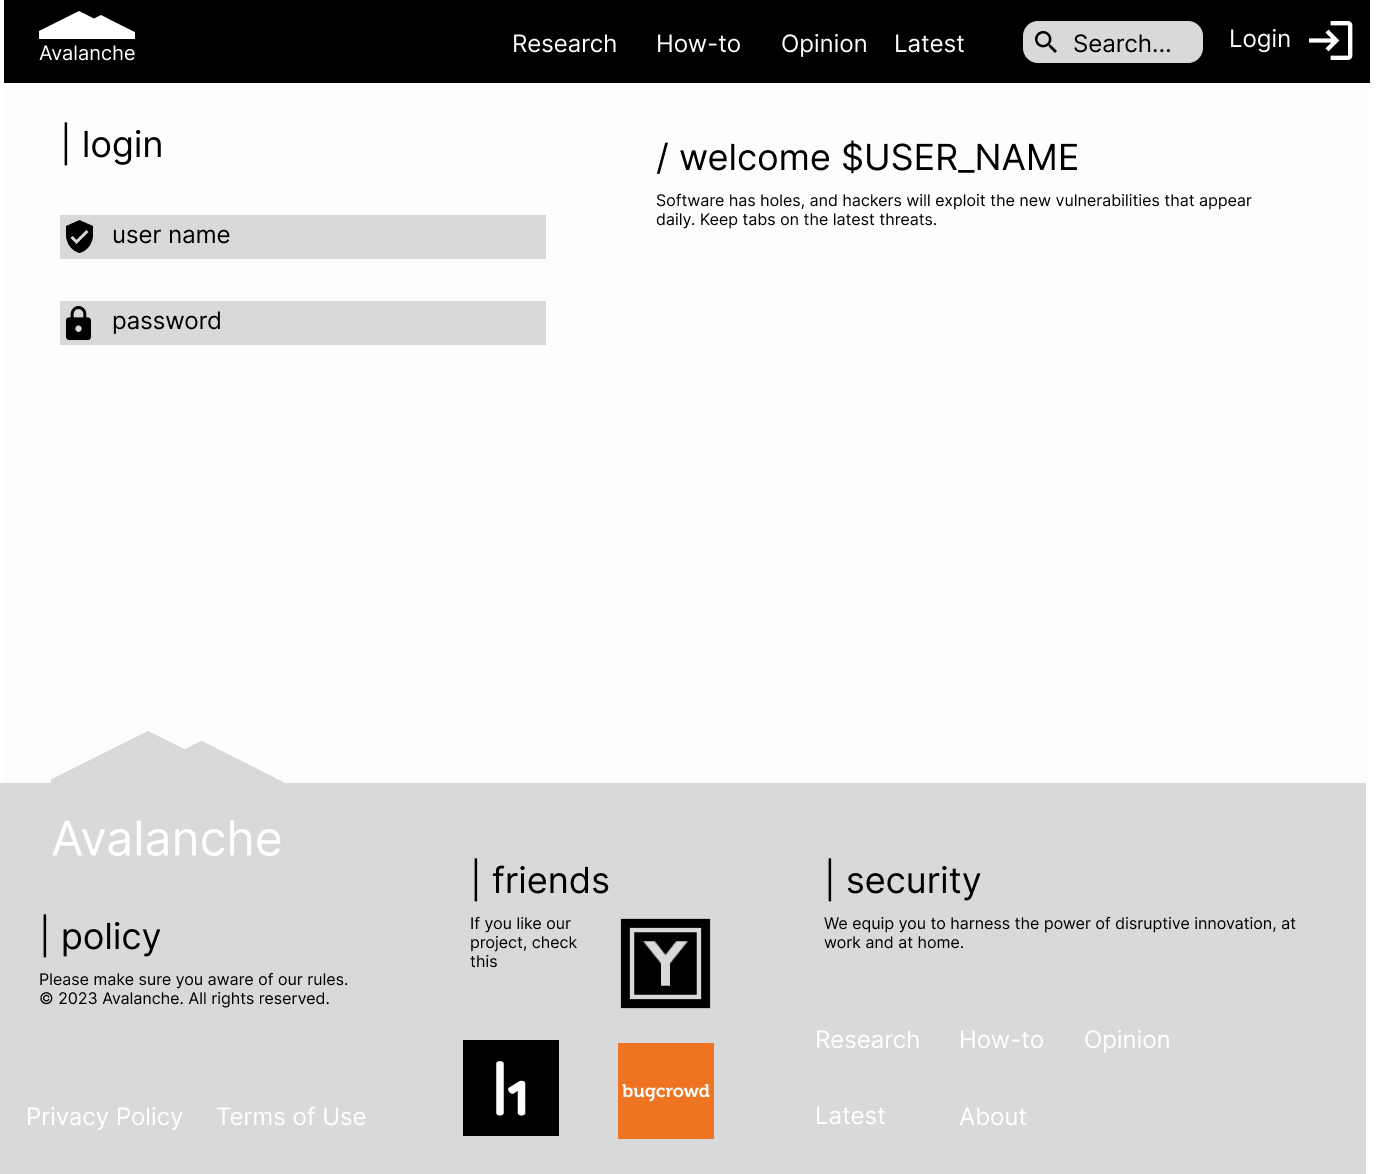 Avalanche
Research How-to Opinion Latest
Search...
Login
| login
user name
password
/ welcome $USER_NAME
Software has holes, and hackers will exploit the new vulnerabilities that appear
daily. Keep tabs on the latest threats.
Avalanche
| policy
Please make sure you aware of our rules.
© 2023 Avalanche. All rights reserved.
Privacy Policy Terms of Use
| friends
If you like our
project, check
this
Y
h1
bugcrowd
| security
We equip you to harness the power of disruptive innovation, at
work and at home.
Research How-to Opinion
Latest About